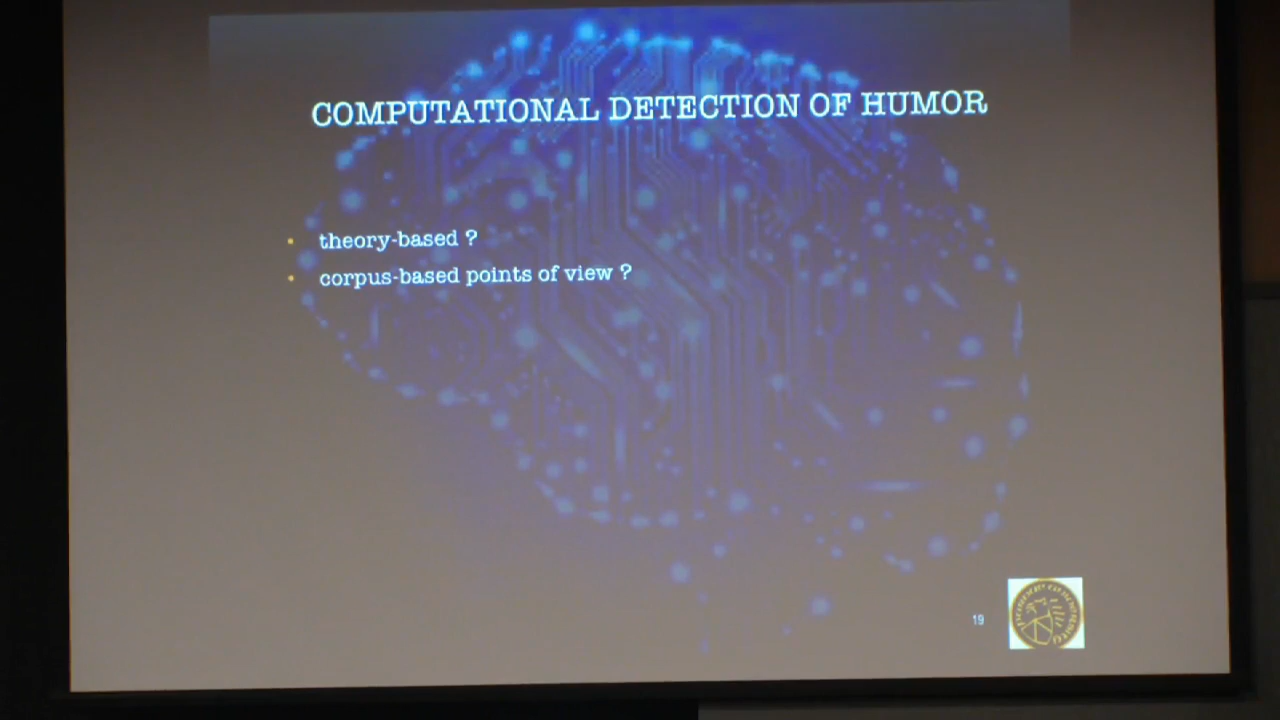 COMPUTATIONAL DETECTION OF HUMOR
theory-based ?
corpus-based points of view ?
19